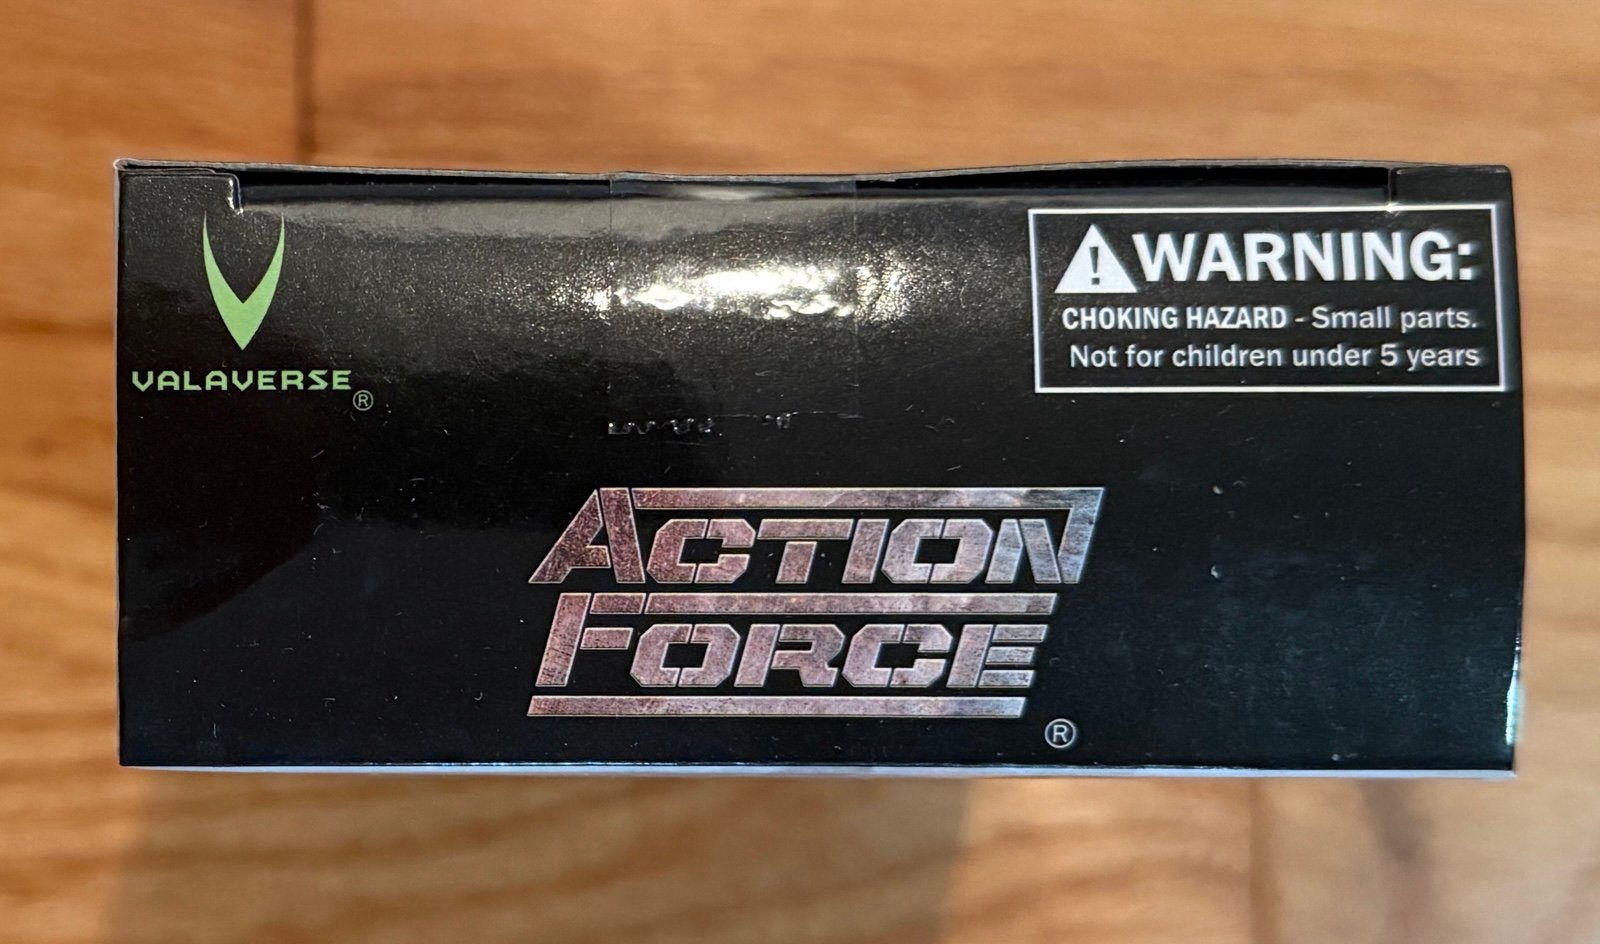 VALAVERSE®
⚠WARNING:
CHOKING HAZARD - Small parts.
Not for children under 5 years
ACTION
FORCE®